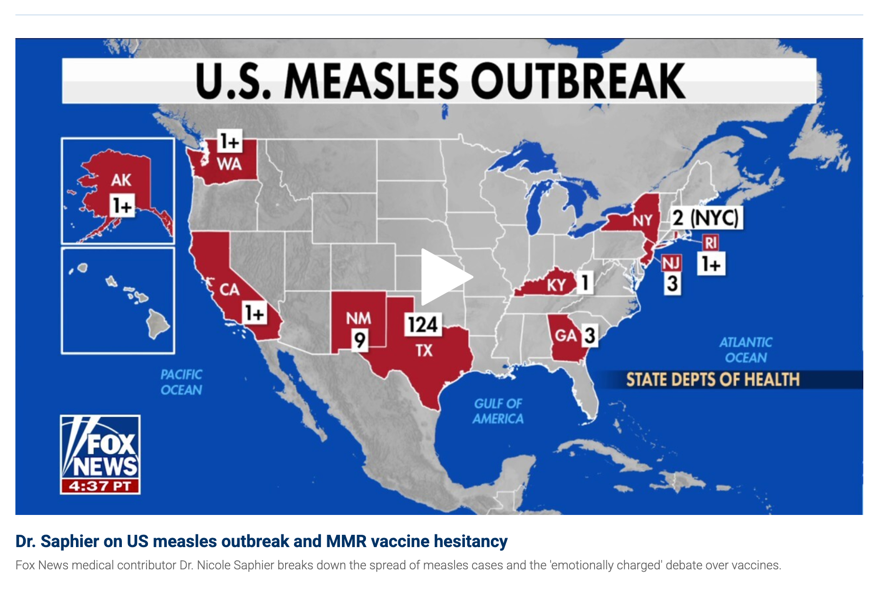 U.S. MEASLES OUTBREAK
1+
WA
AK
1+
NY
2 (NYC)
RI
1+
NJ
3
CA
1+
KY
1
NM
9
124
TX
GA
3
ATLANTIC
OCEAN
STATE DEPTS OF HEALTH
PACIFIC
OCEAN
GULF OF
AMERICA
FOX
NEWS
4:37 PT
Dr. Saphier on US measles outbreak and MMR vaccine hesitancy
Fox News medical contributor Dr. Nicole Saphier breaks down the spread of measles cases and the 'emotionally charged' debate over vaccines.